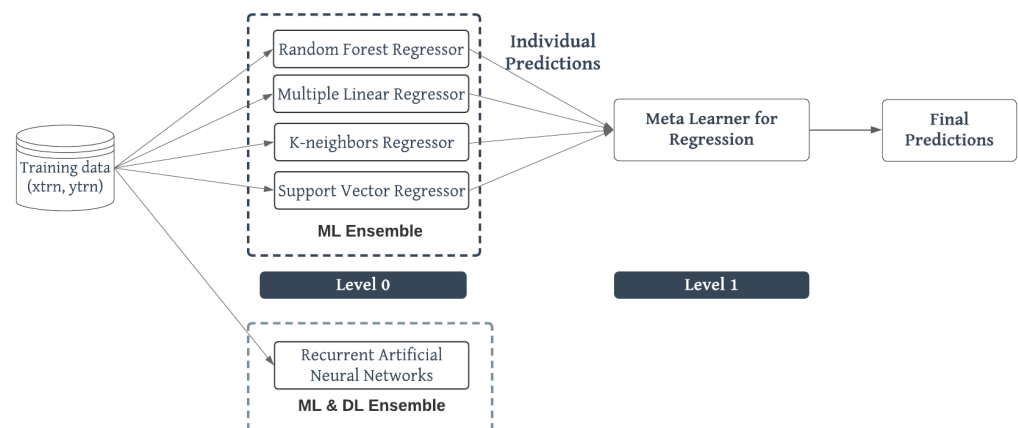 Random Forest Regressor
Multiple Linear Regressor
K-neighbors Regressor
Support Vector Regressor
ML Ensemble
Individual
Predictions
Training data
(xtrn, ytrn)
Meta Learner for
Regression
Final
Predictions
Level 0
Level 1
Recurrent Artificial
Neural Networks
ML & DL Ensemble